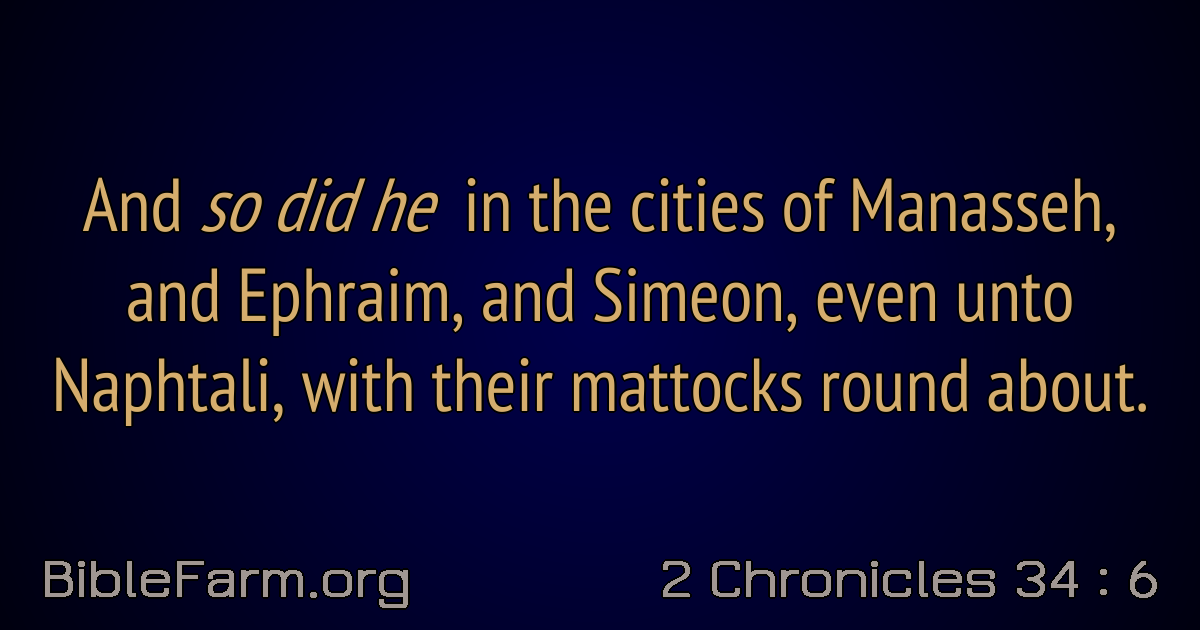 And so did he in the cities of Manasseh,
and Ephraim, and Simeon, even unto
Naphtali, with their mattocks round about.
BibleFarm.org
2 Chronicles 34 : 6